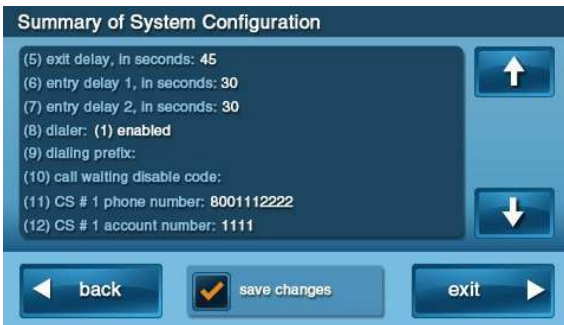 Summary of System Configuration
(5) exit delay, in seconds: 45
(6) entry delay 1, in seconds: 30
(7) entry delay 2, in seconds: 30
(8) dialer: (1) enabled
(9) dialing prefix:
(10) call waiting disable code:
(11) CS # 1 phone number: 8001112222
(12) CS # 1 account number: 1111
back
save changes
exit